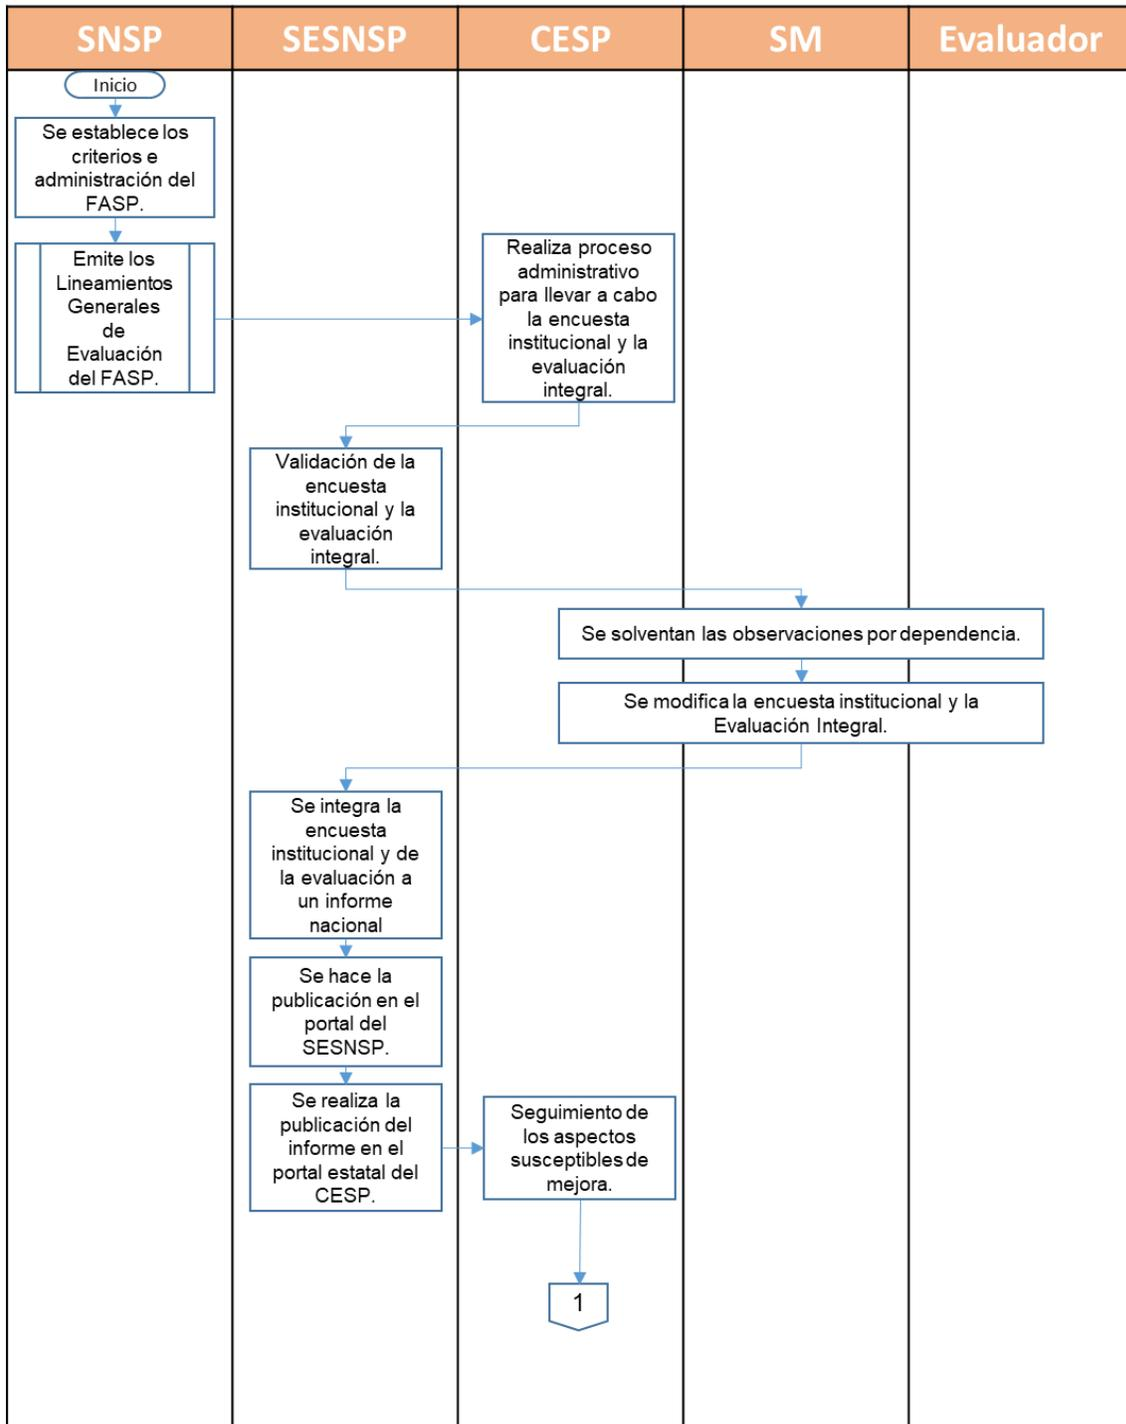 SNSP
SESNSP
CESP
SM
Evaluador
Inicio
Se establece los
criterios e
administración del
FASP.
Emite los
Lineamientos
Generales
de
Evaluación
del FASP.
Realiza proceso
administrativo
para llevar a cabo
la encuesta
institucional y la
evaluación
integral.
Validación de la
encuesta
institucional y la
evaluación
integral.
Se solventan las observaciones por dependencia.
Se modifica la encuesta institucional y la
Evaluación Integral.
Se integra la
encuesta
institucional y de
la evaluación a
un informe
nacional
Se hace la
publicación en el
portal del
SESNSP.
Se realiza la
publicación del
informe en el
portal estatal del
CESP.
Seguimiento de
los aspectos
susceptibles de
mejora.
1